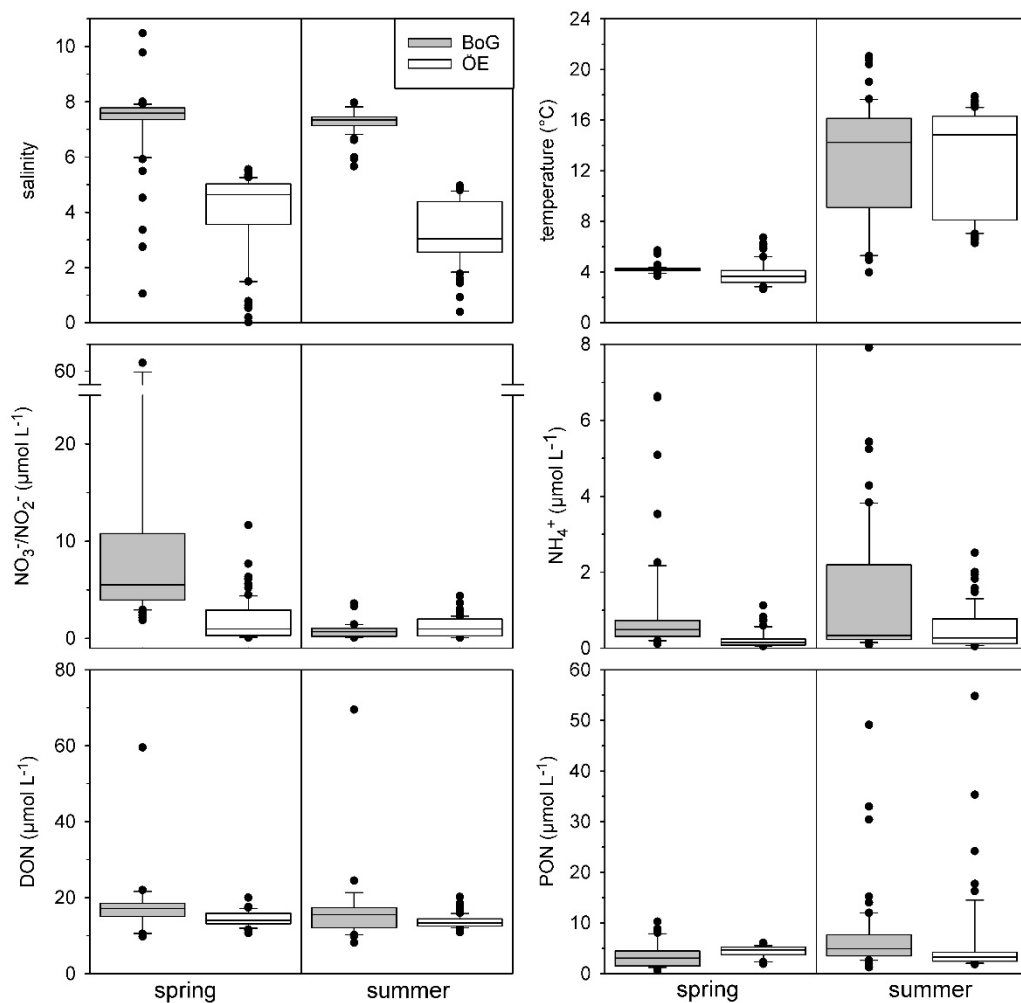 salinity
10
8
6
4
2
0
BoG
ÖE
temperature (°C)
24
20
16
12
8
4
0
NO₃⁻/NO₂⁻ (µmol L⁻¹)
60
20
10
0
NH₄⁺ (µmol L⁻¹)
8
6
4
2
0
DON (µmol L⁻¹)
80
60
40
20
0
spring
summer
PON (µmol L⁻¹)
60
50
40
30
20
10
0
spring
summer